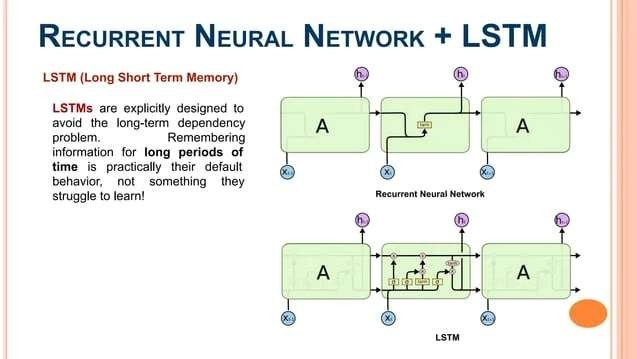 RECURRENT NEURAL NETWORK + LSTM
LSTM (Long Short Term Memory)
LSTMs are explicitly designed to
avoid the long-term dependency
problem. Remembering
information for long periods of
time is practically their default
behavior, not something they
struggle to learn!
A
A
tanh
Recurrent Neural Network
A
A
tanh
LSTM